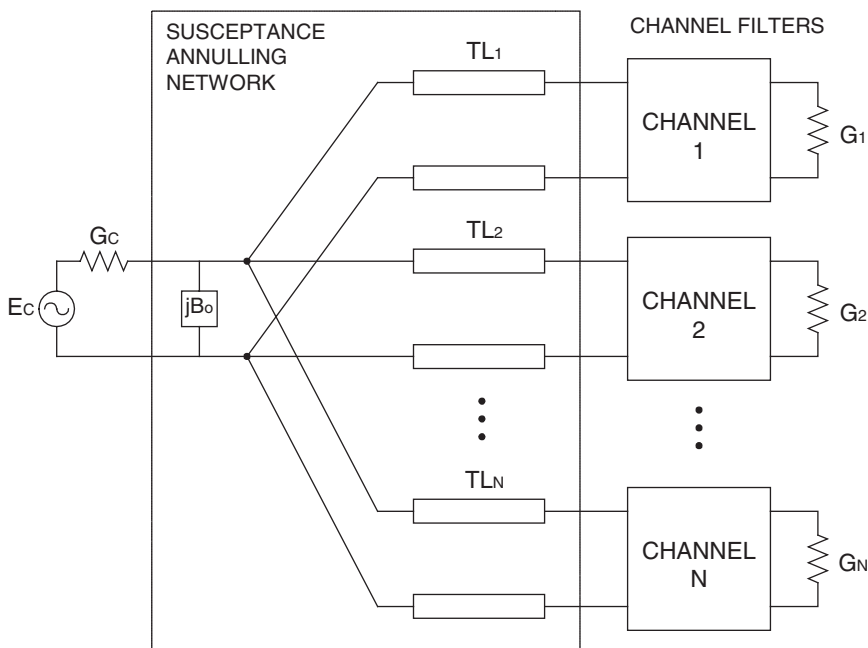 SUSCEPTANCE
ANNULLING
NETWORK
CHANNEL FILTERS
TL1
CHANNEL
1
G1
TL2
GC
EC
jBo
CHANNEL
2
G2
TLN
CHANNEL
N
GN